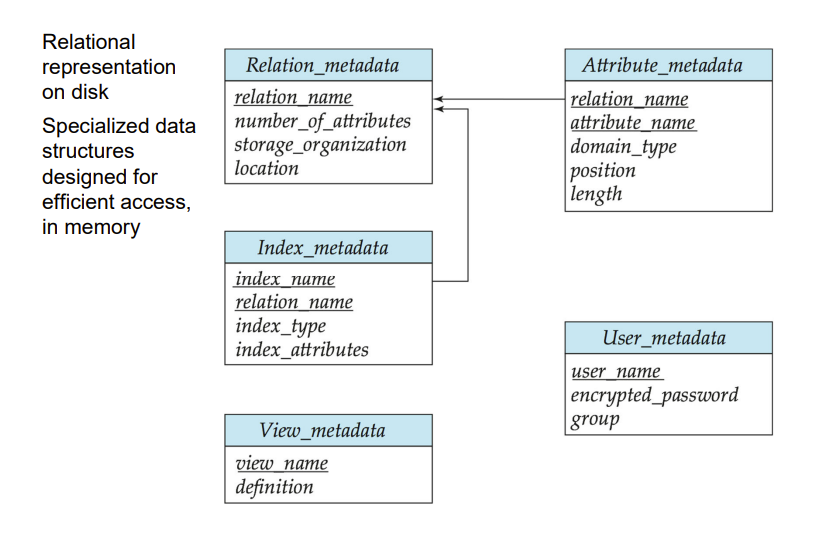 Relational
representation
on disk
Specialized data
structures
designed for
efficient access,
in memory
Relation_metadata
relation_name
number_of_attributes
storage_organization
location
Attribute_metadata
relation_name
attribute_name
domain_type
position
length
Index_metadata
index_name
relation_name
index_type
index_attributes
User_metadata
user_name
encrypted_password
group
View_metadata
view_name
definition